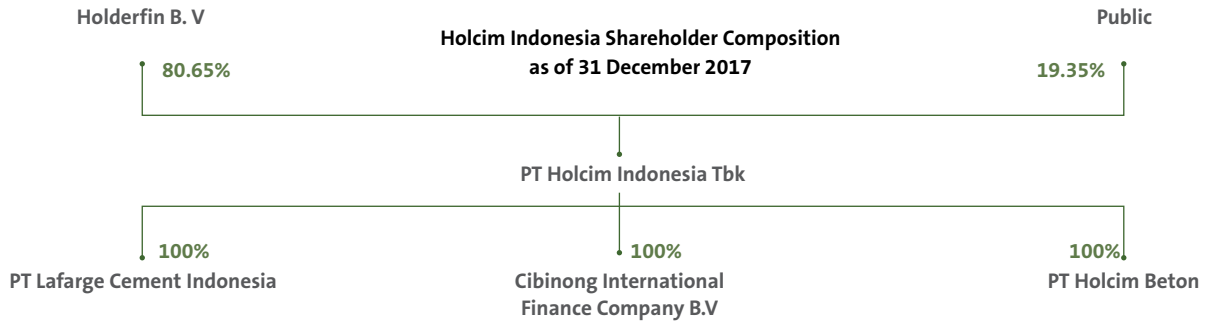 Holderfin B. V
Public
Holcim Indonesia Shareholder Composition
as of 31 December 2017
80.65%
19.35%
PT Holcim Indonesia Tbk
100%
100%
100%
PT Lafarge Cement Indonesia
Cibinong International
Finance Company B.V
PT Holcim Beton